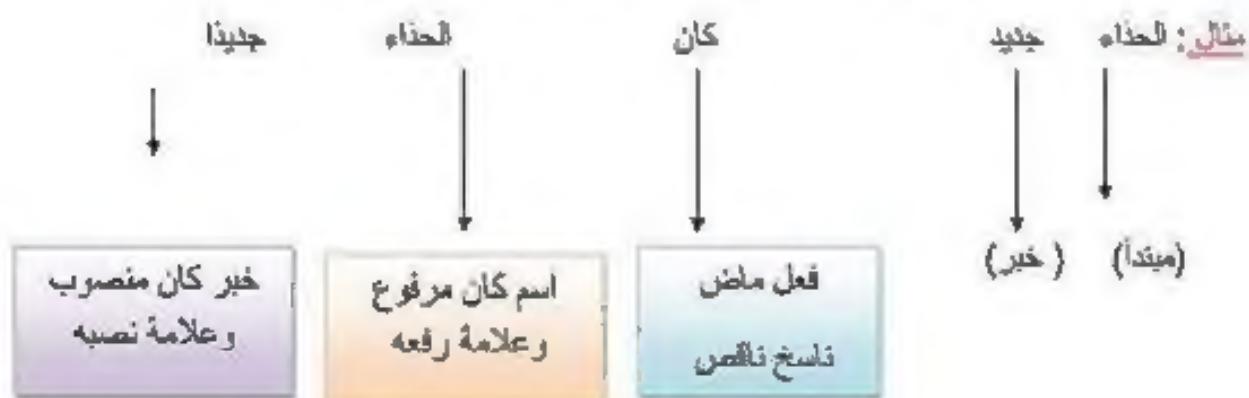 مثال : الحذاء جديد كان الحذاء جديدًا
(مبتدأ) (خبر)
فعل ماض
ناسخ ناقص
اسم كان مرفوع
وعلامة رفعه
خبر كان منصوب
وعلامة نصبه